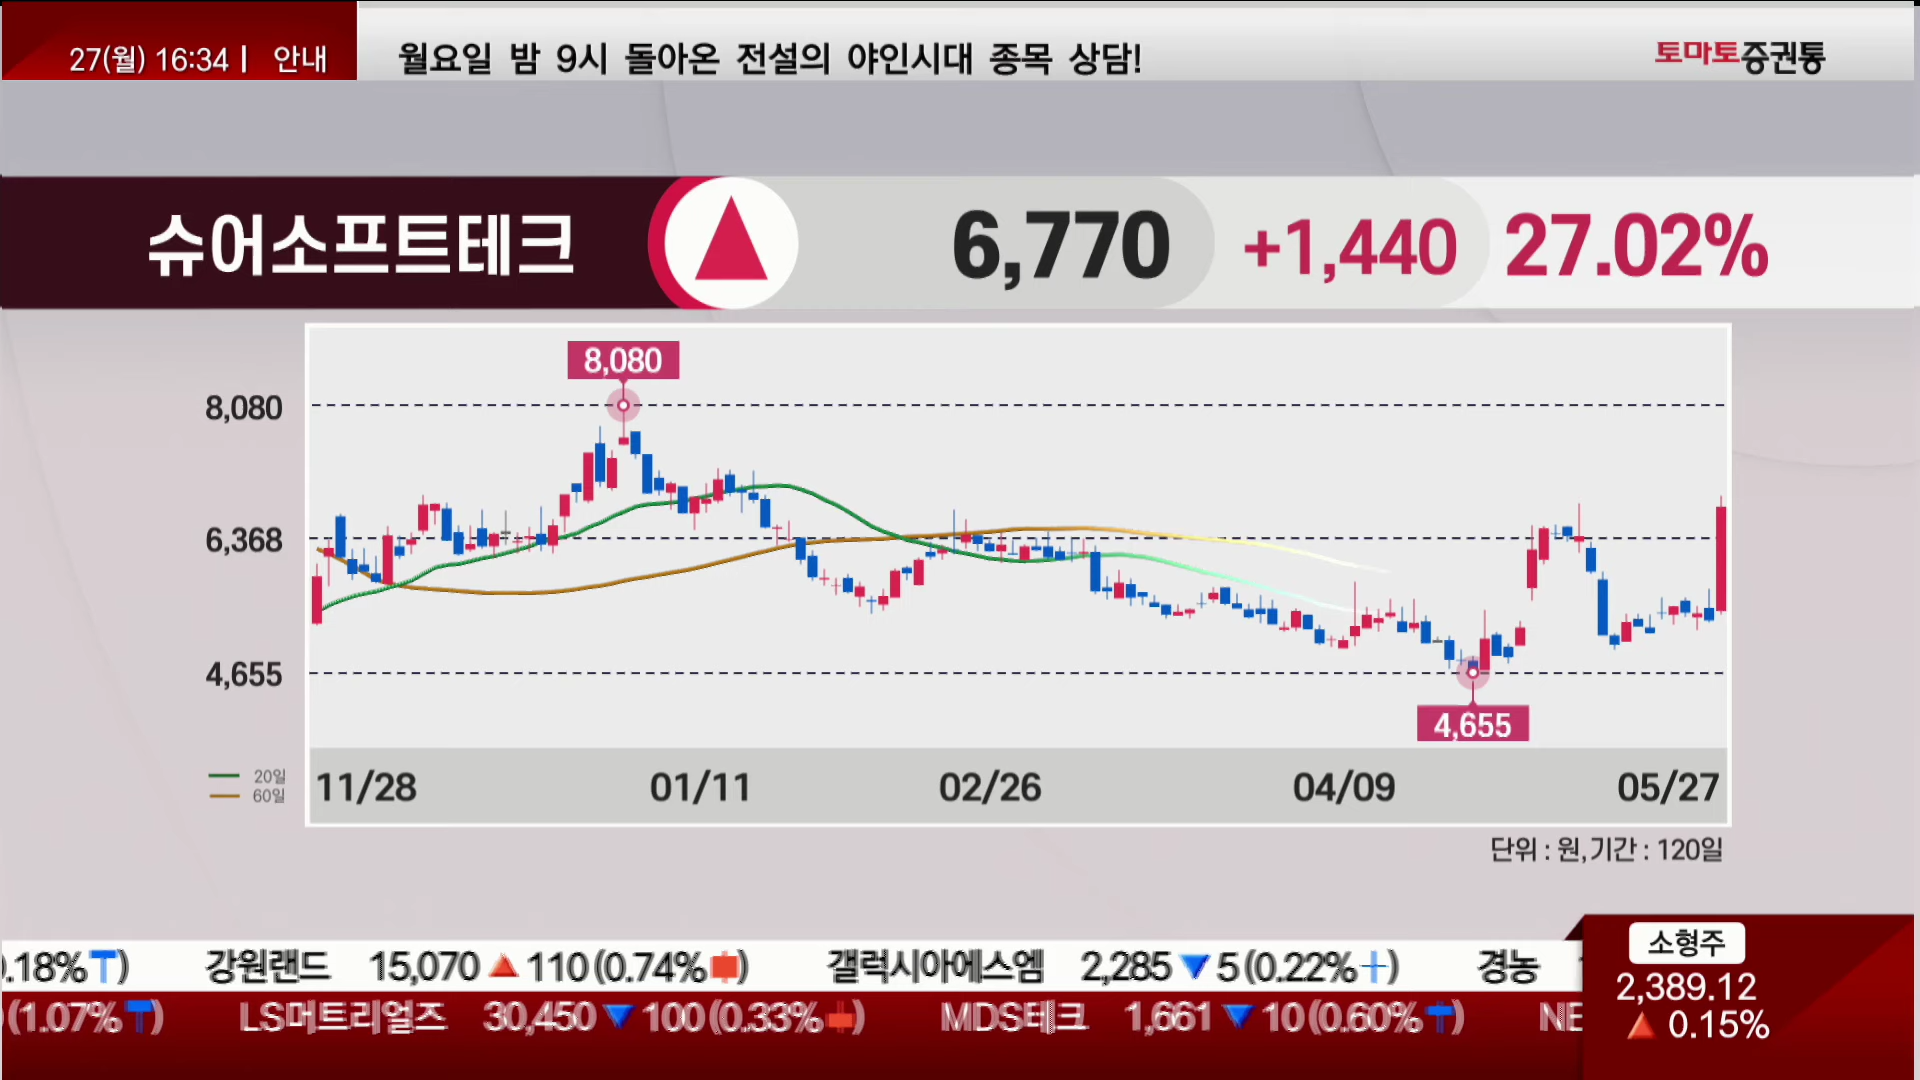 27(월) 16:34 | 안내
월요일 밤 9시 돌아온 전설의 야인시대 종목 상담!
토마토증권통
슈어소프트테크 6,770 +1,440 27.02%
8,080
8,080
6,368
4,655
4,655
20일
60일
11/28 01/11 02/26 04/09 05/27
단위 : 원, 기간 : 120일
.18% ) 강원랜드 15,070 ▲ 110 (0.74% ) 갤럭시아에스엠 2,285 ▼ 5 (0.22% ) 경농
(1.07% ) LS머트리얼즈 30,450 ▼ 100 (0.33% ) MDS테크 1,661 ▼ 10 (0.60% ) NE
소형주
2,389.12
▲ 0.15%